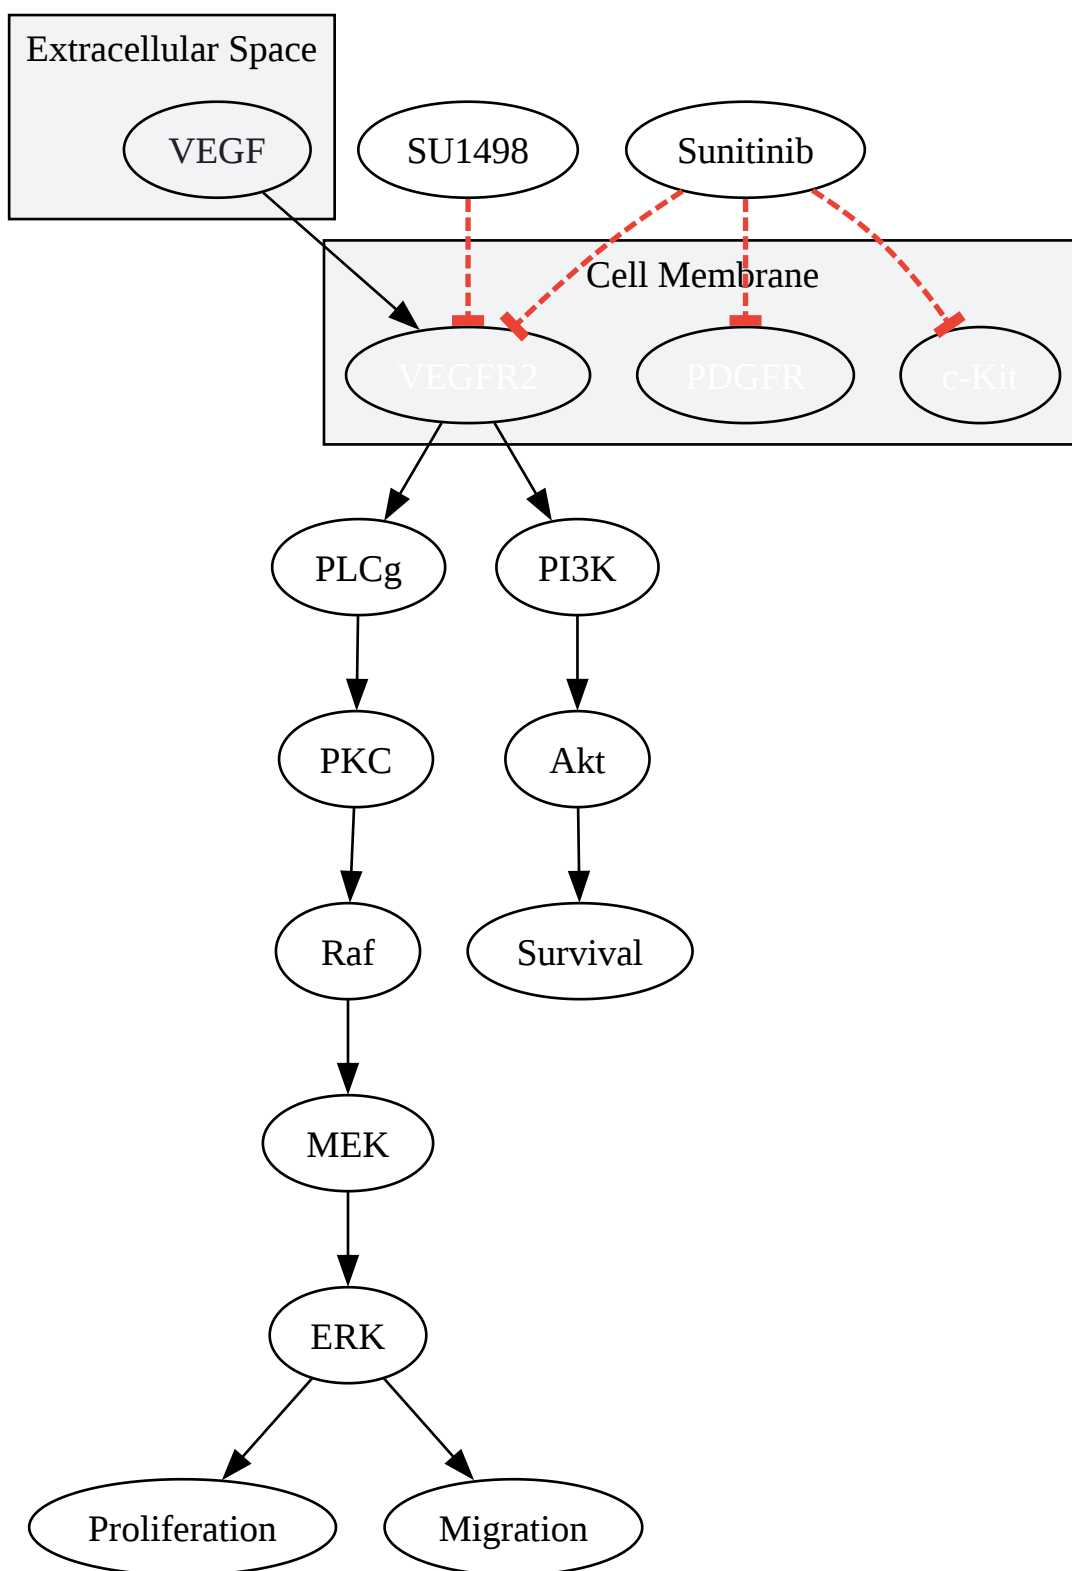 Extracellular Space
VEGF
SU1498
Sunitinib
Cell Membrane
VEGFR2
PDGFR
c-Kit
PLCg
PI3K
PKC
Akt
Raf
Survival
MEK
ERK
Proliferation
Migration